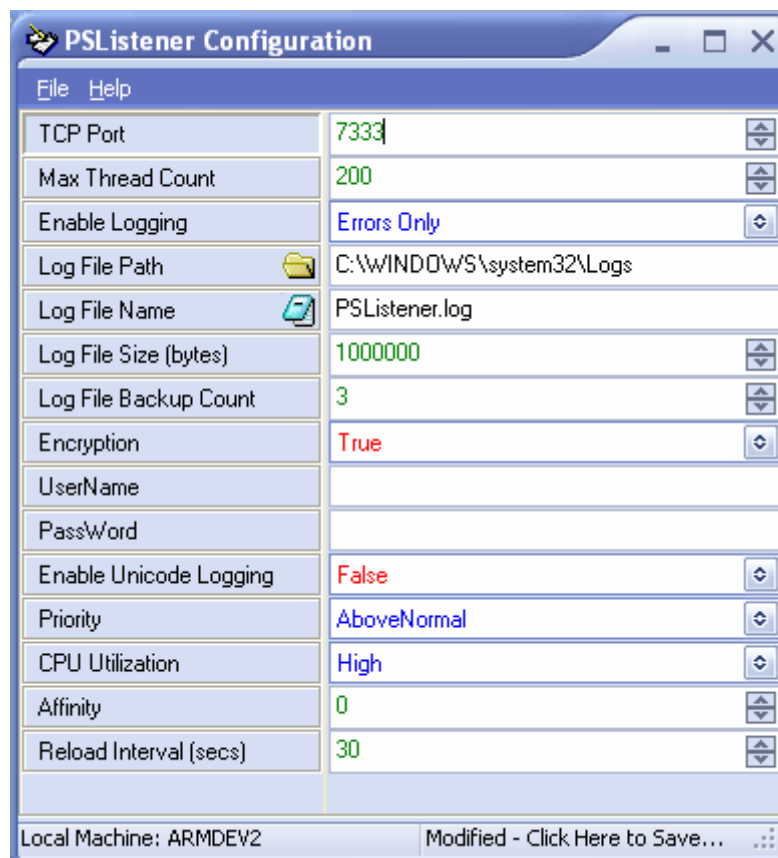 PSListener Configuration
File Help
TCP Port 7333
Max Thread Count 200
Enable Logging Errors Only
Log File Path C:\WINDOWS\system32\Logs
Log File Name PSListener.log
Log File Size (bytes) 1000000
Log File Backup Count 3
Encryption True
UserName
PassWord
Enable Unicode Logging False
Priority AboveNormal
CPU Utilization High
Affinity 0
Reload Interval (secs) 30
Local Machine: ARMDEV2 Modified - Click Here to Save...